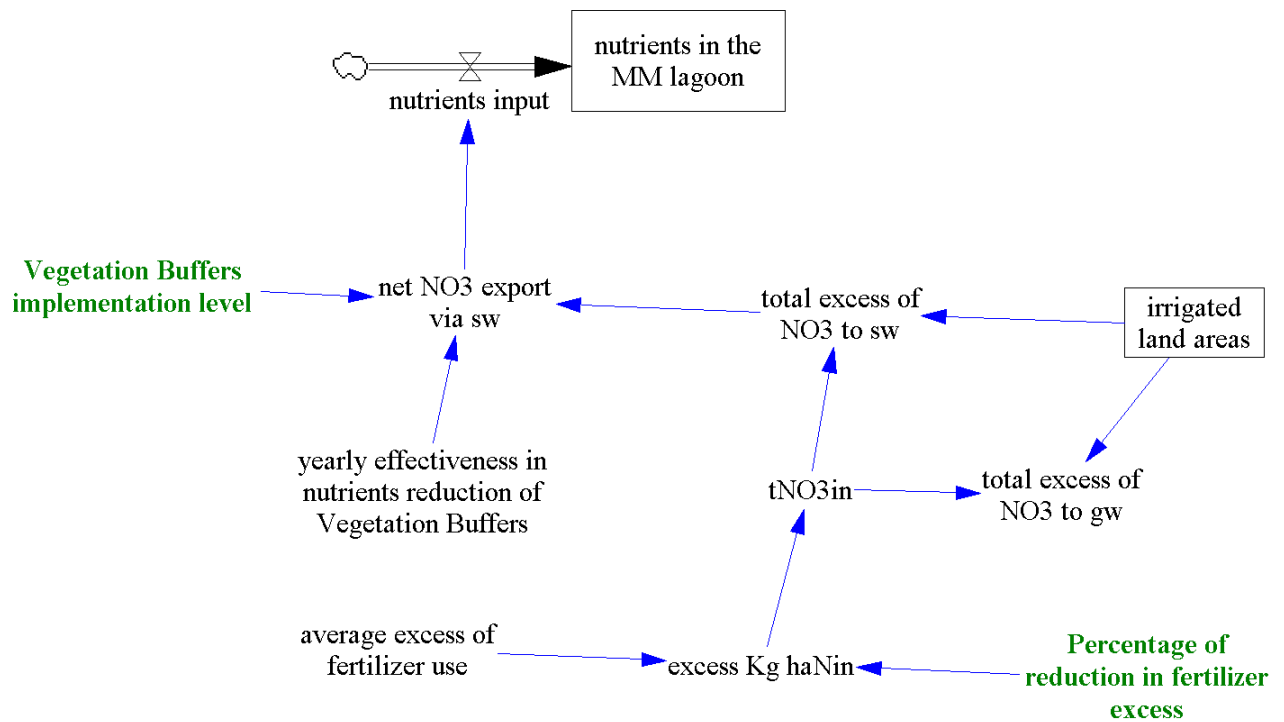 nutrients in the
MM lagoon
nutrients input
Vegetation Buffers
implementation level
net NO3 export
via sw
total excess of
NO3 to sw
irrigated
land areas
yearly effectiveness in
nutrients reduction of
Vegetation Buffers
tNO3in
total excess of
NO3 to gw
average excess of
fertilizer use
excess Kg haNin
Percentage of
reduction in fertilizer
excess